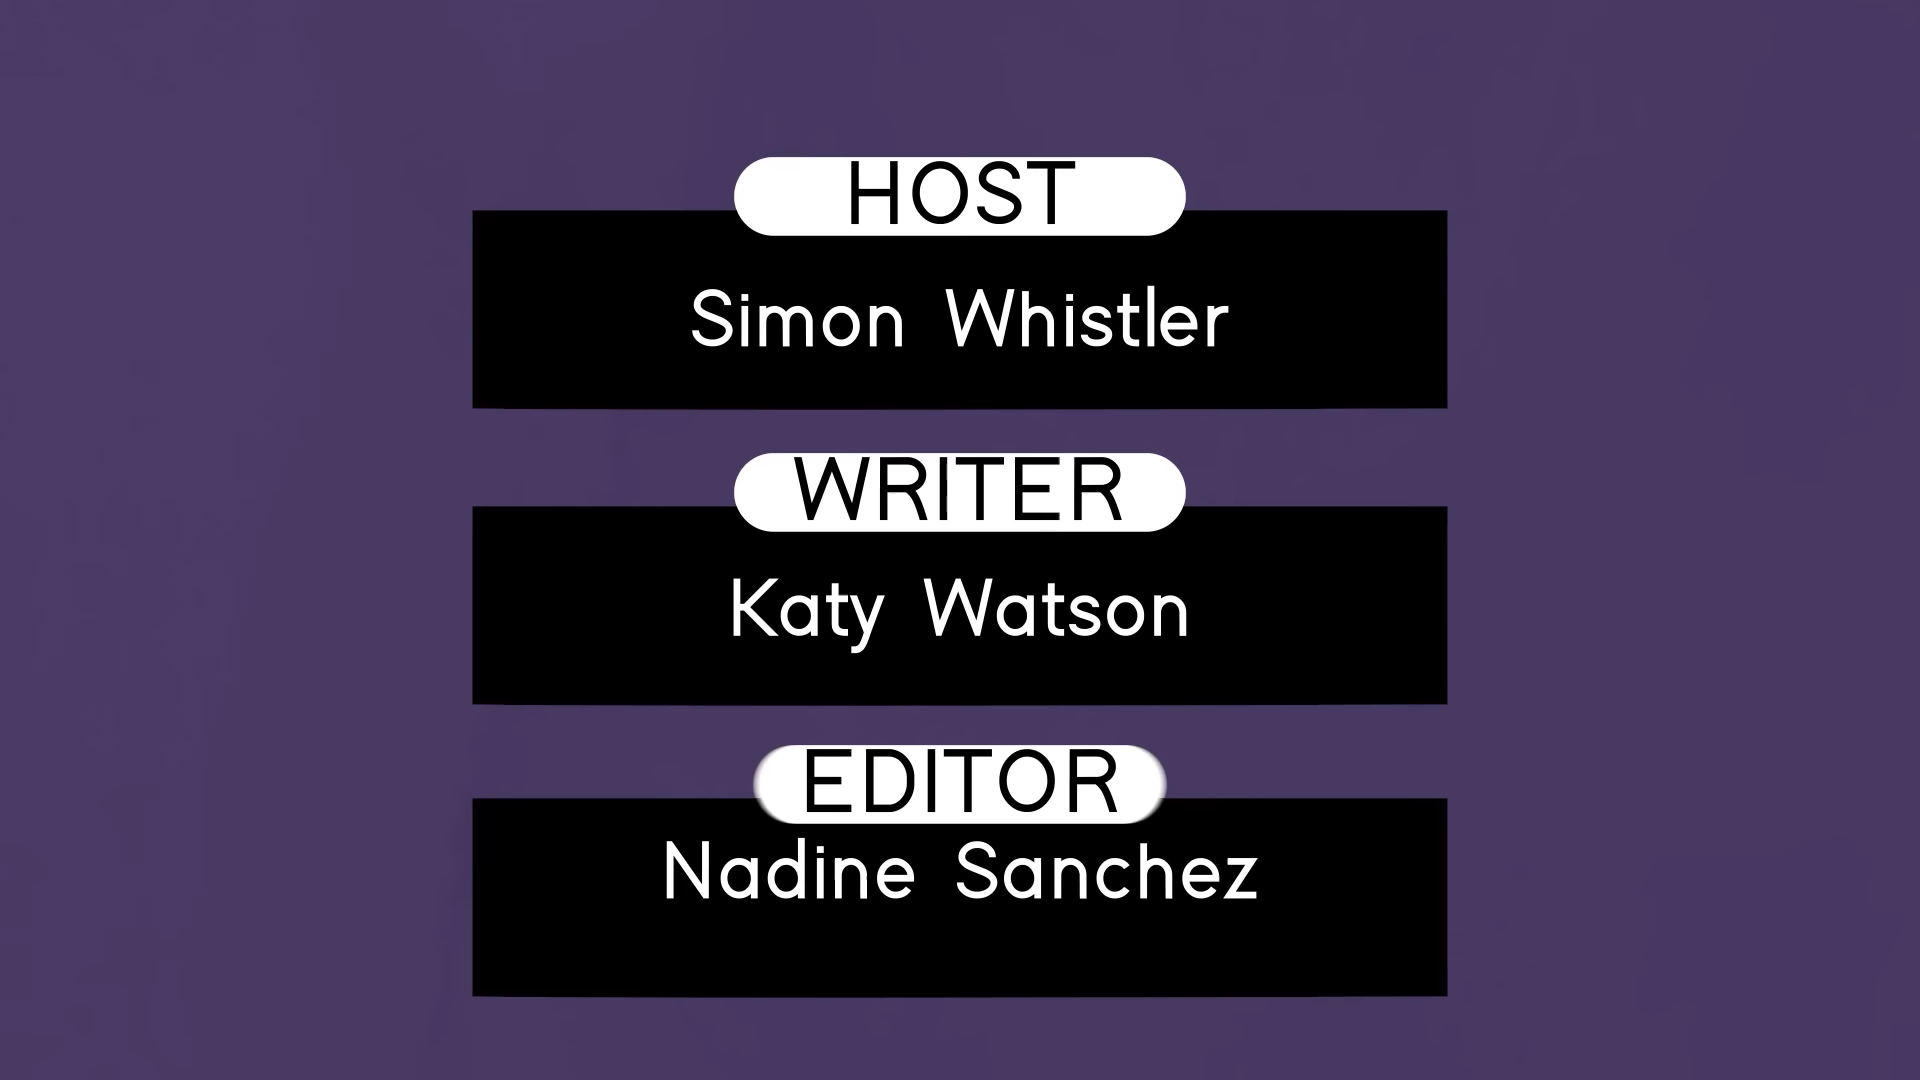 HOST
Simon Whistler
WRITER
Katy Watson
EDITOR
Nadine Sanchez